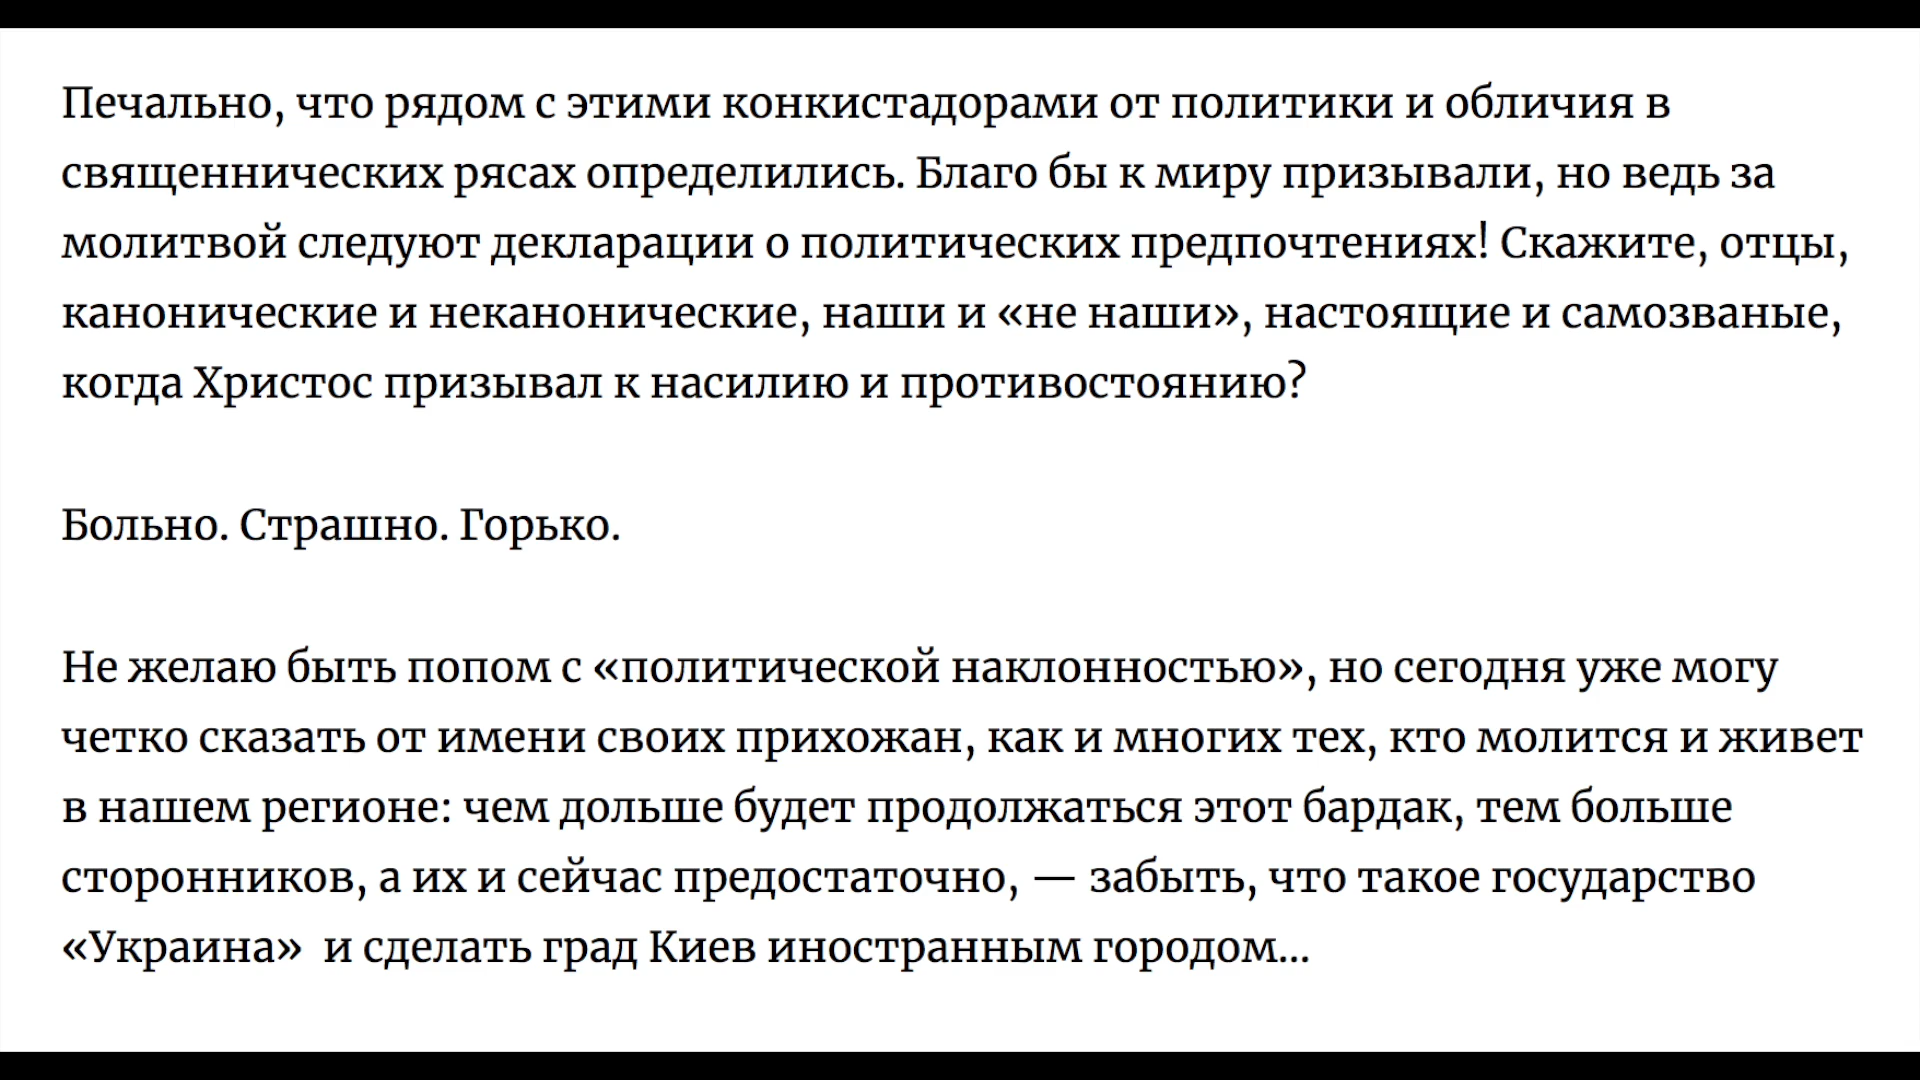 Печально, что рядом с этими конкистадорами от политики и обличия в
священнических рясах определились. Благо бы к миру призывали, но ведь за
молитвой следуют декларации о политических предпочтениях! Скажите, отцы,
канонические и неканонические, наши и «не наши», настоящие и самозваные,
когда Христос призывал к насилию и противостоянию?
Больно. Страшно. Горько.
Не желаю быть попом с «политической наклонностью», но сегодня уже могу
четко сказать от имени своих прихожан, как и многих тех, кто молится и живет
в нашем регионе: чем дольше будет продолжаться этот бардак, тем больше
сторонников, а их и сейчас предостаточно, — забыть, что такое государство
«Украина»  и сделать град Киев иностранным городом...